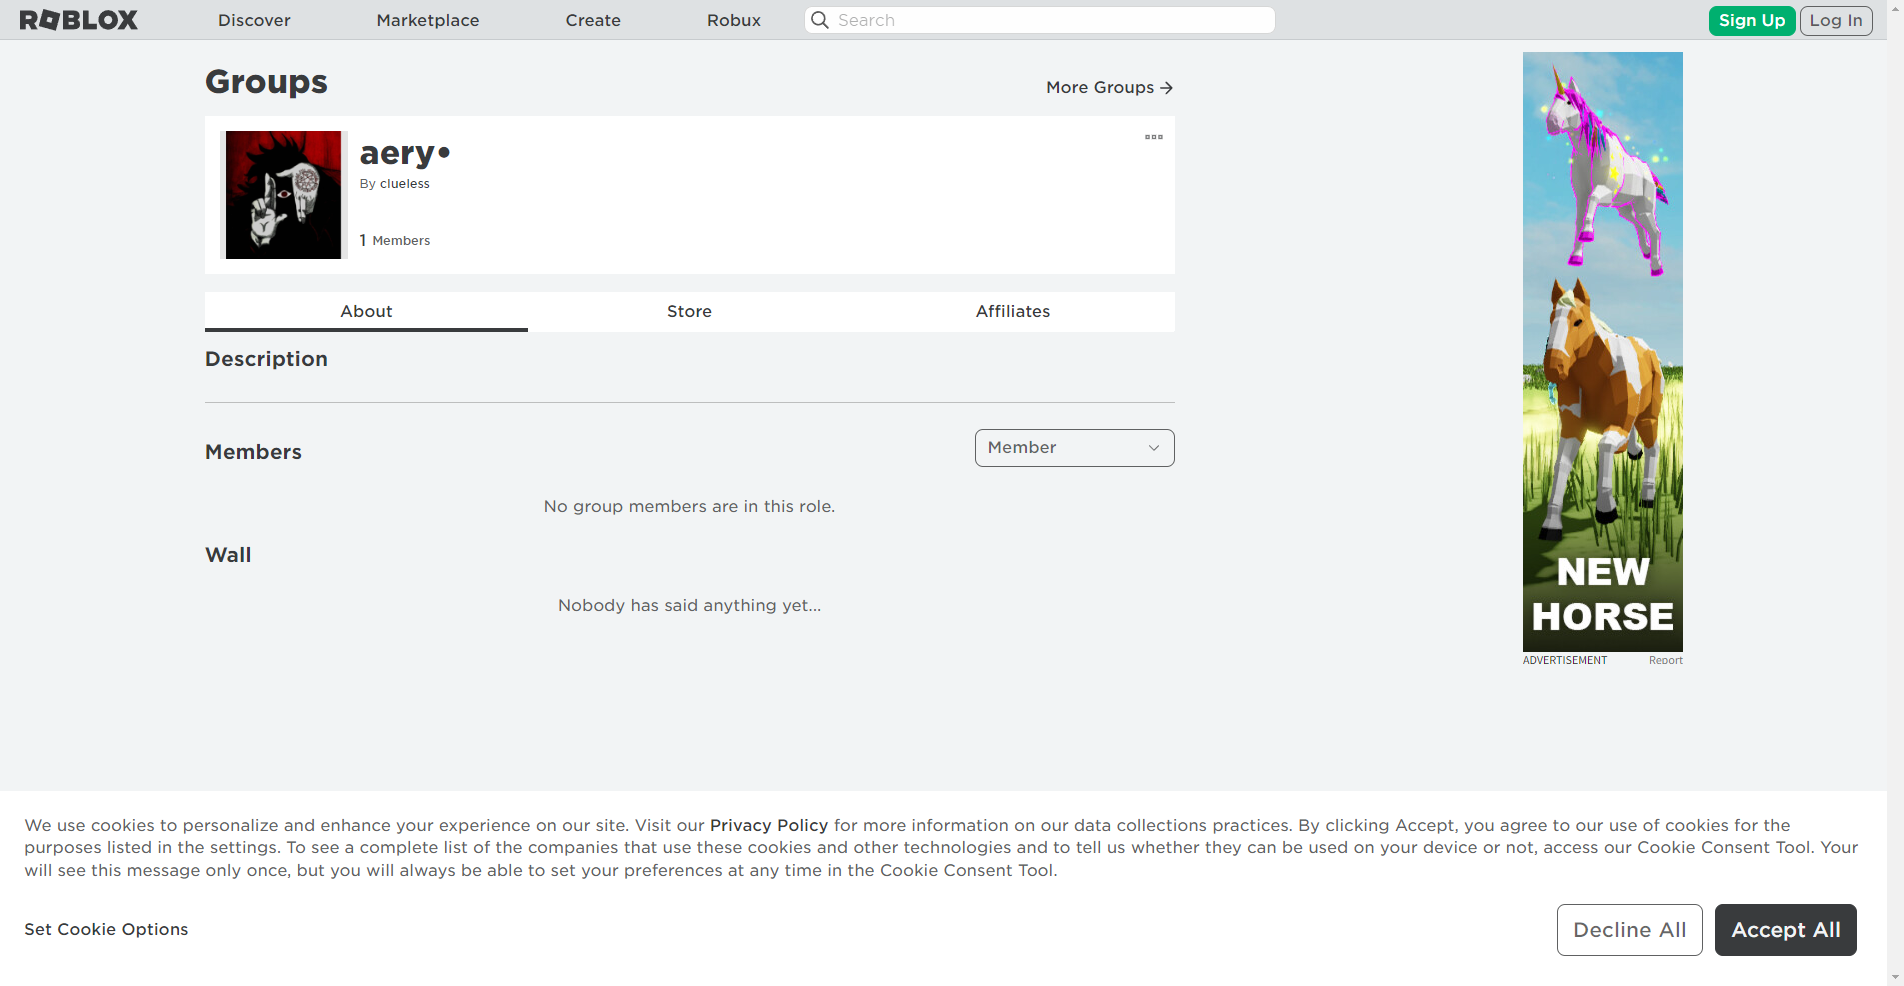 ROBLOX
Discover
Marketplace
Create
Robux
Search
Sign Up
Log In
Groups
More Groups
aery•
By clueless
1 Members
About
Store
Affiliates
Description
Members
Member
No group members are in this role.
Wall
Nobody has said anything yet...
NEW
HORSE
ADVERTISEMENT
Report
We use cookies to personalize and enhance your experience on our site. Visit our Privacy Policy for more information on our data collections practices. By clicking Accept, you agree to our use of cookies for the
purposes listed in the settings. To see a complete list of the companies that use these cookies and other technologies and to tell us whether they can be used on your device or not, access our Cookie Consent Tool. Your
will see this message only once, but you will always be able to set your preferences at any time in the Cookie Consent Tool.
Set Cookie Options
Decline All
Accept All